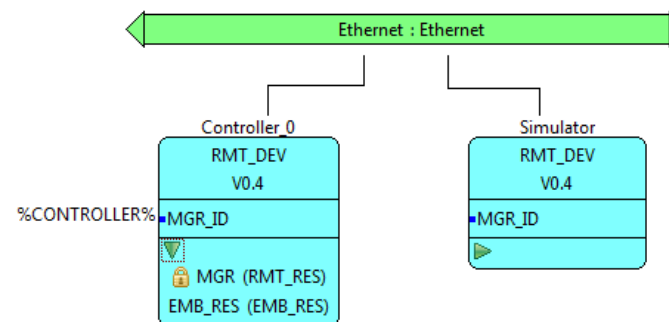 Ethernet : Ethernet
Controller_0
RMT_DEV
V0.4
%CONTROLLER%
MGR_ID
MGR (RMT_RES)
EMB_RES (EMB_RES)
Simulator
RMT_DEV
V0.4
MGR_ID